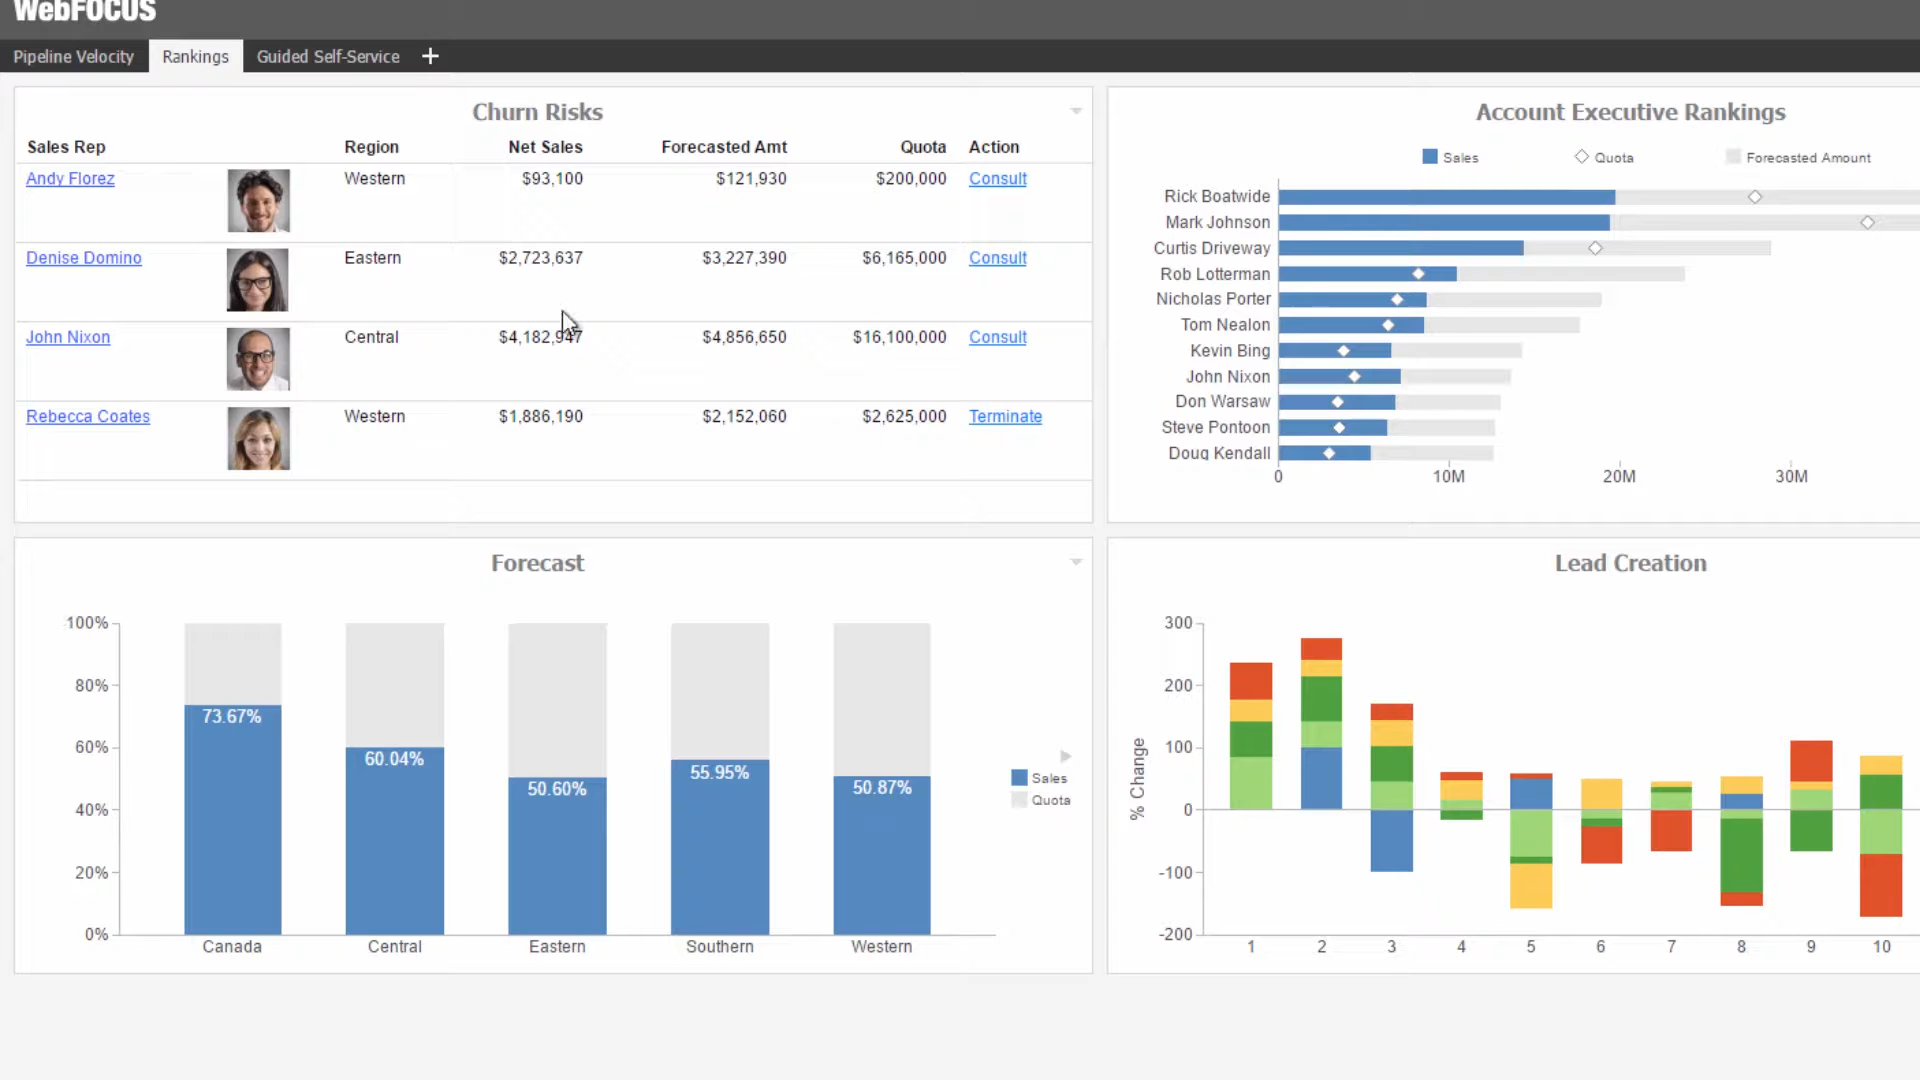 WebFOCUS
Pipeline Velocity Rankings Guided Self-Service +
Churn Risks
Sales Rep Region Net Sales Forecasted Amt Quota Action
Andy Florez Western $93,100 $121,930 $200,000 Consult
Denise Domino Eastern $2,723,637 $3,227,390 $6,165,000 Consult
John Nixon Central $4,182,947 $4,856,650 $16,100,000 Consult
Rebecca Coates Western $1,886,190 $2,152,060 $2,625,000 Terminate
Account Executive Rankings
Sales Quota Forecasted Amount
Rick Boatwide
Mark Johnson
Curtis Driveway
Rob Lotterman
Nicholas Porter
Tom Nealon
Kevin Bing
John Nixon
Don Warsaw
Steve Pontoon
Doug Kendall
0 10M 20M 30M
Forecast
100%
80%
60%
40%
20%
0%
73.67%
60.04%
50.60%
55.95%
50.87%
Sales
Quota
Canada Central Eastern Southern Western
Lead Creation
% Change
300
200
100
0
-100
-200
1 2 3 4 5 6 7 8 9 10